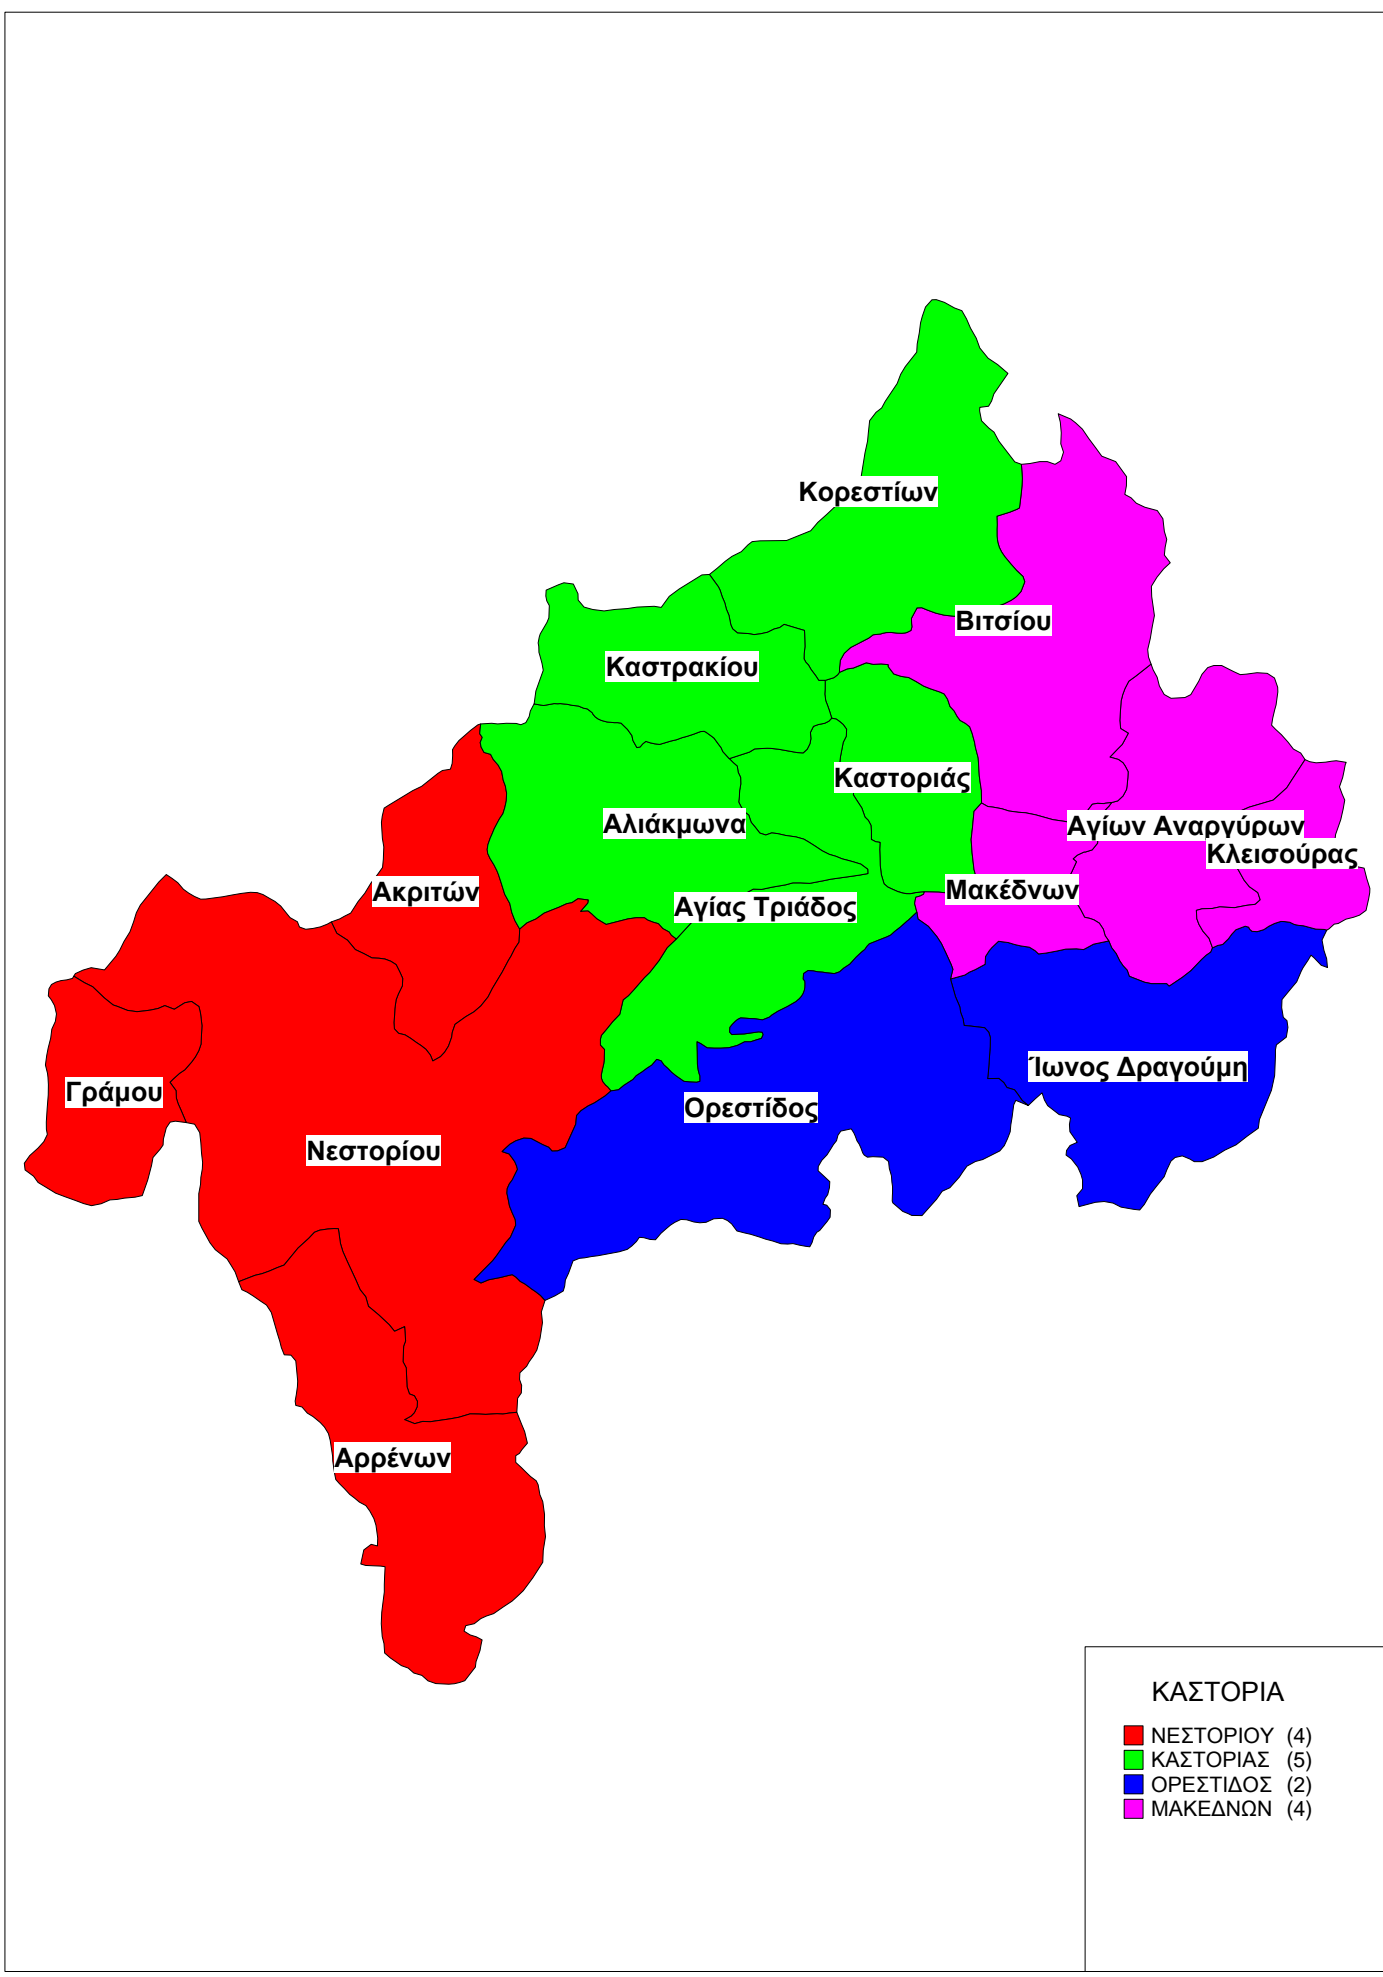 Κορεστίων
Βιτσίου
Καστρακίου
Καστοριάς
Αλιάκμωνα
Αγίων Αναργύρων
Κλεισούρας
Ακριτών
Μακέδνων
Αγίας Τριάδος
Ίωνος Δραγούμη
Γράμου
Ορεστίδος
Νεστορίου
Αρρένων
ΚΑΣΤΟΡΙΑ
ΝΕΣΤΟΡΙΟΥ (4)
ΚΑΣΤΟΡΙΑΣ (5)
ΟΡΕΣΤΙΔΟΣ (2)
ΜΑΚΕΔΝΩΝ (4)